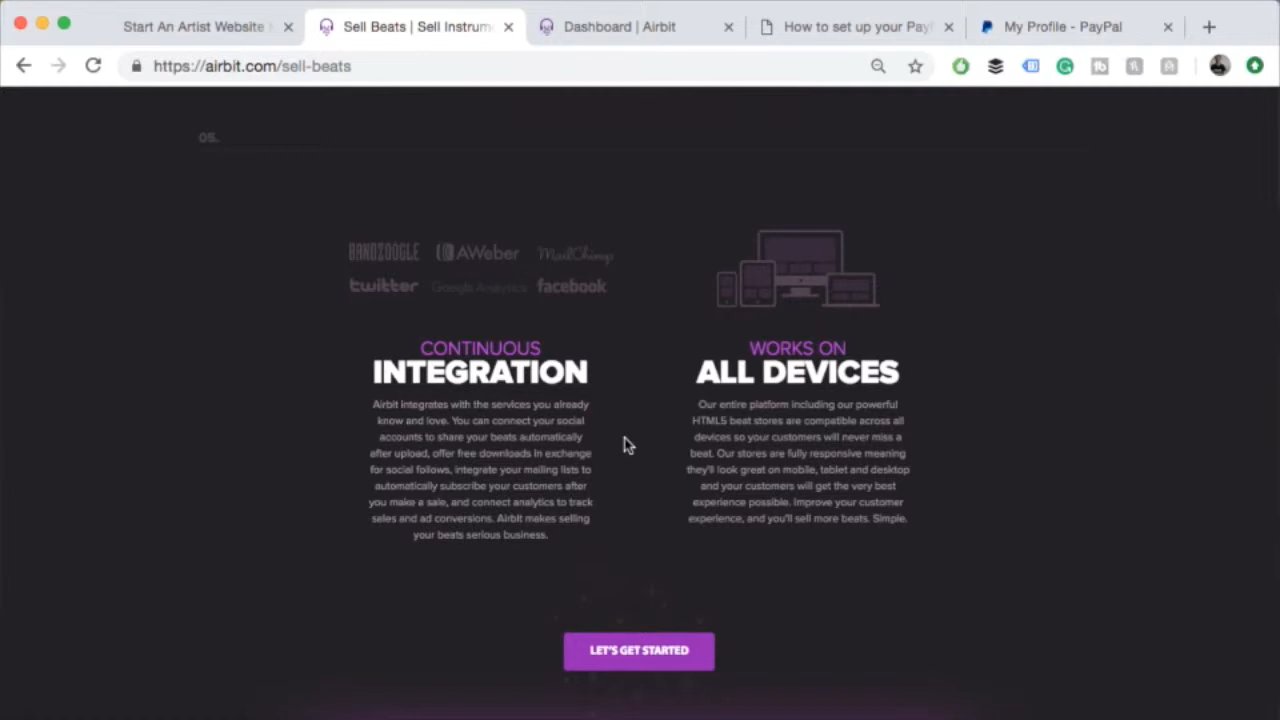 Start An Artist Website
Sell Beats | Sell Instrum
Dashboard | Airbit
How to set up your Payf
My Profile - PayPal
https://airbit.com/sell-beats
05.
BANDZOOGLE AWeber MailChimp
twitter Google Analytics facebook
CONTINUOUS
INTEGRATION
Airbit integrates with the services you already
know and love. You can connect your social
accounts to share your beats automatically
after upload, offer free downloads in exchange
for social follows, integrate your mailing lists to
automatically subscribe your customers after
you make a sale, and connect analytics to track
sales and ad conversions. Airbit makes selling
your beats serious business.
WORKS ON
ALL DEVICES
Our entire platform including our powerful
HTML5 beat stores are compatible across all
devices so your customers will never miss a
beat. Our stores are fully responsive meaning
they'll look great on mobile, tablet and desktop
and your customers will get the very best
experience possible. Improve your customer
experience, and you'll sell more beats. Simple.
LET'S GET STARTED